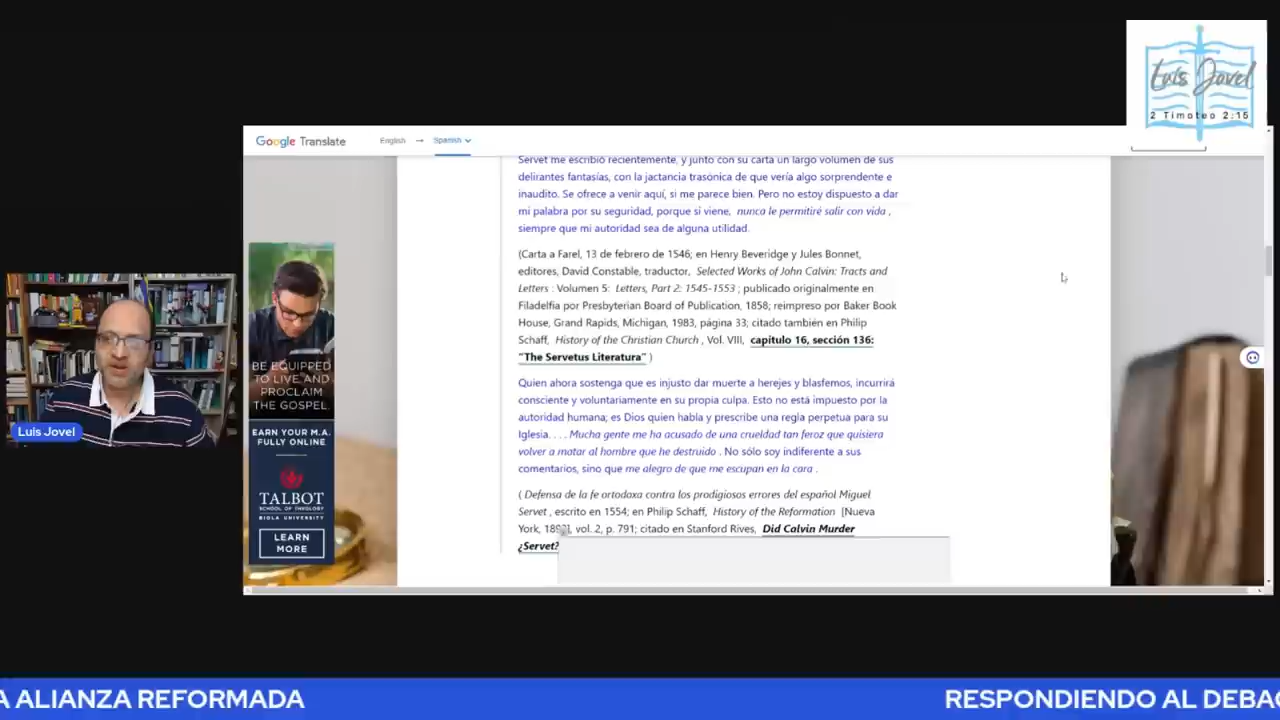 Luis Jovel
2 Timoteo 2:15
Google Translate
English → Spanish
Servet me escribió recientemente, y junto con su carta un largo volumen de sus
delirantes fantasías, con la jactancia trasónica de que vería algo sorprendente e
inaudito. Se ofrece a venir aquí, si me parece bien. Pero no estoy dispuesto a dar
mi palabra por su seguridad, porque si viene, nunca le permitiré salir con vida ,
siempre que mi autoridad sea de alguna utilidad.
(Carta a Farel, 13 de febrero de 1546; en Henry Beveridge y Jules Bonnet,
editores, David Constable, traductor, Selected Works of John Calvin: Tracts and
Letters : Volumen 5: Letters, Part 2: 1545-1553 ; publicado originalmente en
Filadelfia por Presbyterian Board of Publication, 1858; reimpreso por Baker Book
House, Grand Rapids, Michigan, 1983, página 33; citado también en Philip
Schaff, History of the Christian Church , Vol. VIII, capítulo 16, sección 136:
"The Servetus Literatura" )
Quien ahora sostenga que es injusto dar muerte a herejes y blasfemos, incurrirá
consciente y voluntariamente en su propia culpa. Esto no está impuesto por la
autoridad humana; es Dios quien habla y prescribe una regla perpetua para su
Iglesia. . . . Mucha gente me ha acusado de una crueldad tan feroz que quisiera
volver a matar al hombre que he destruido . No sólo soy indiferente a sus
comentarios, sino que me alegro de que me escupan en la cara .
( Defensa de la fe ortodoxa contra los prodigiosos errores del español Miguel
Servet , escrito en 1554; en Philip Schaff, History of the Reformation [Nueva
York, vol. 2, p. 791; citado en Stanford Rives, Did Calvin Murder
¿Servet?
BE EQUIPPED
TO LIVE AND
PROCLAIM
THE GOSPEL.
EARN YOUR M.A.
FULLY ONLINE
TALBOT
SCHOOL OF THEOLOGY
BIOLA UNIVERSITY
LEARN
MORE
Luis Jovel
A ALIANZA REFORMADA
RESPONDIENDO AL DEBAC